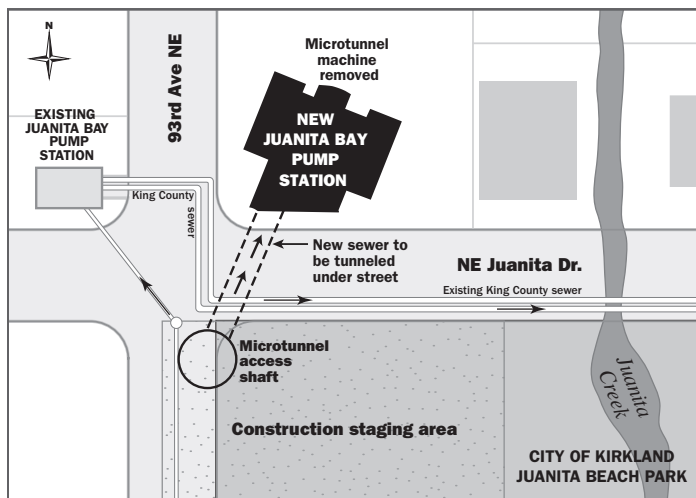 N
93rd Ave NE
Microtunnel
machine
removed
EXISTING
JUANITA BAY
PUMP
STATION
NEW
JUANITA BAY
PUMP
STATION
King County
sewer
New sewer to
be tunneled
under street
NE Juanita Dr.
Existing King County sewer
Microtunnel
access
shaft
Juanita
Creek
Construction staging area
CITY OF KIRKLAND
JUANITA BEACH PARK